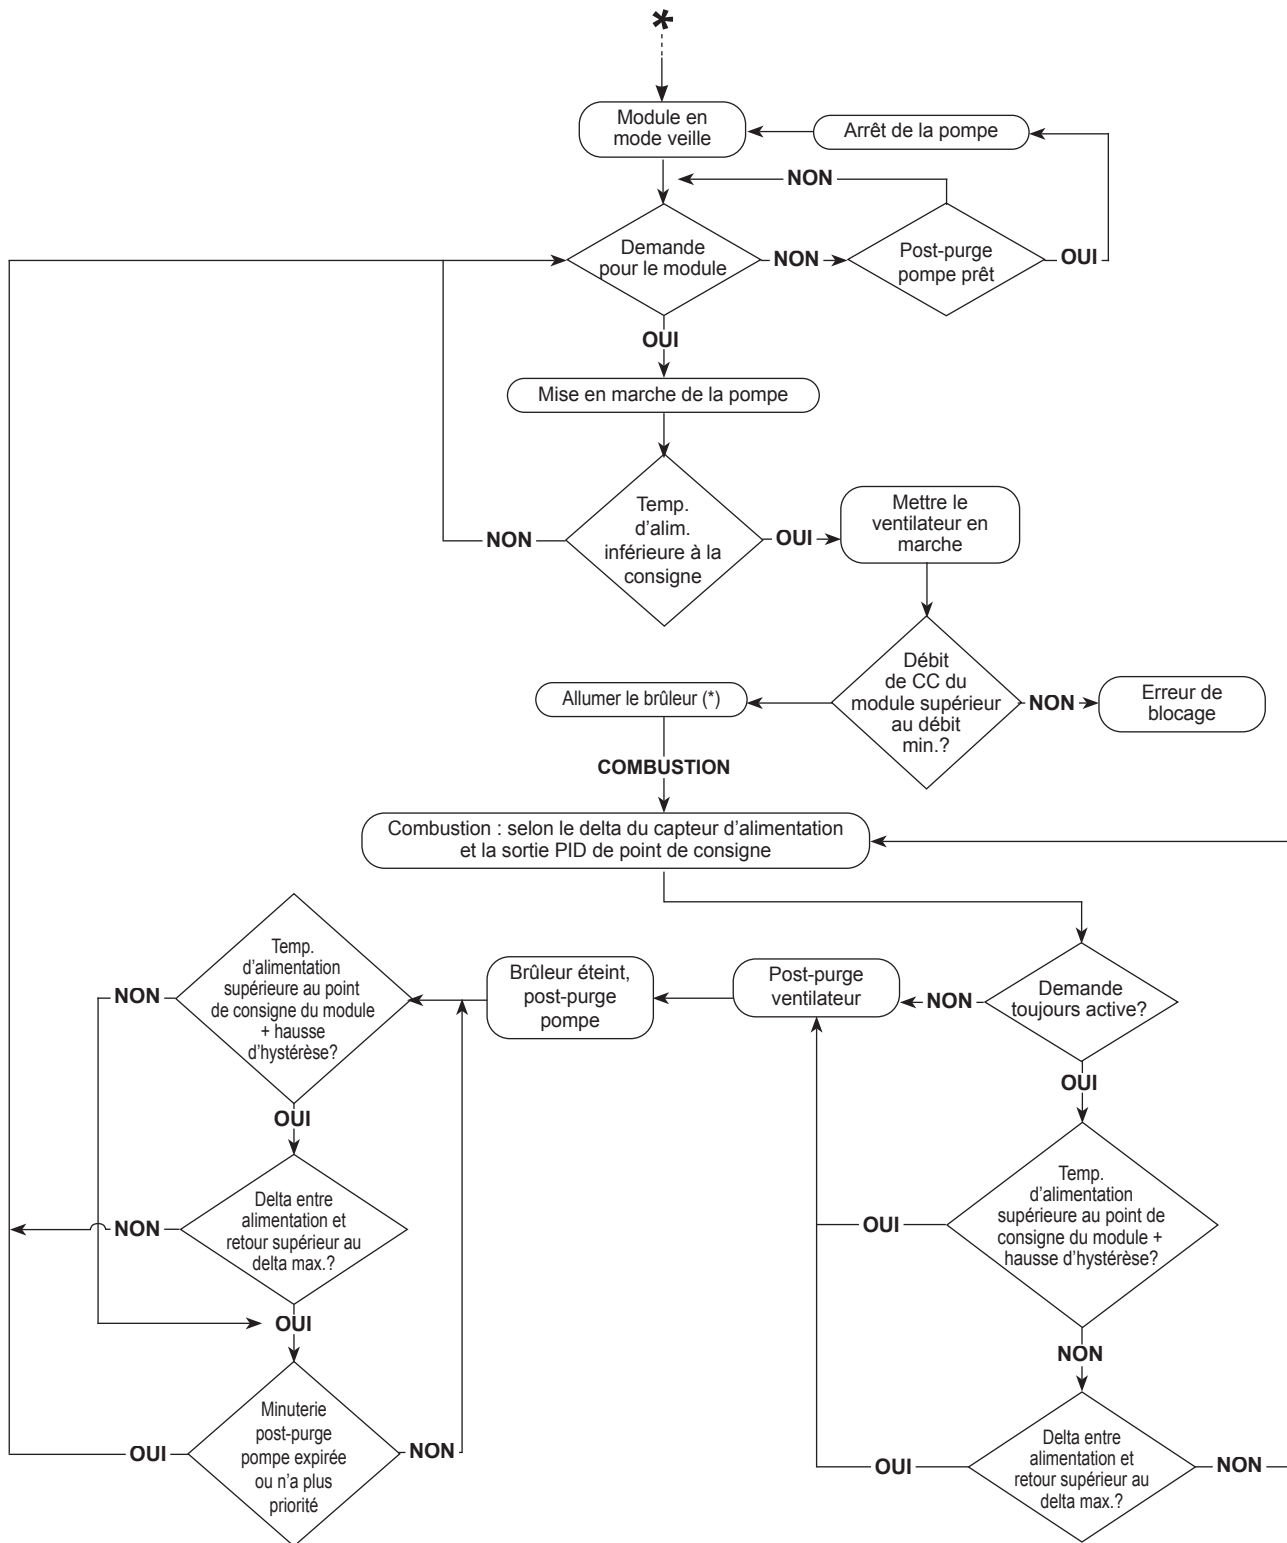 *
Module en
mode veille
Arrêt de la pompe
NON
Demande
pour le module
NON
Post-purge
pompe prêt
OUI
OUI
Mise en marche de la pompe
Temp.
d’alim.
inférieure à la
consigne
NON
OUI
Mettre le
ventilateur en
marche
Débit
de CC du
module supérieur
au débit
min.?
NON
Erreur de
blocage
Allumer le brûleur (*)
COMBUSTION
Combustion : selon le delta du capteur d’alimentation
et la sortie PID de point de consigne
Demande
toujours active?
NON
Post-purge
ventilateur
Brûleur éteint,
post-purge
pompe
Temp.
d’alimentation
supérieure au point
de consigne du module
+ hausse
d’hystérèse?
NON
OUI
Delta entre
alimentation et
retour supérieur au
delta max.?
NON
OUI
Minuterie
post-purge
pompe expirée
ou n’a plus
priorité
OUI
NON
OUI
Temp.
d’alimentation
supérieure au point de
consigne du module +
hausse d’hystérèse?
OUI
NON
Delta entre
alimentation et
retour supérieur au
delta max.?
OUI
NON